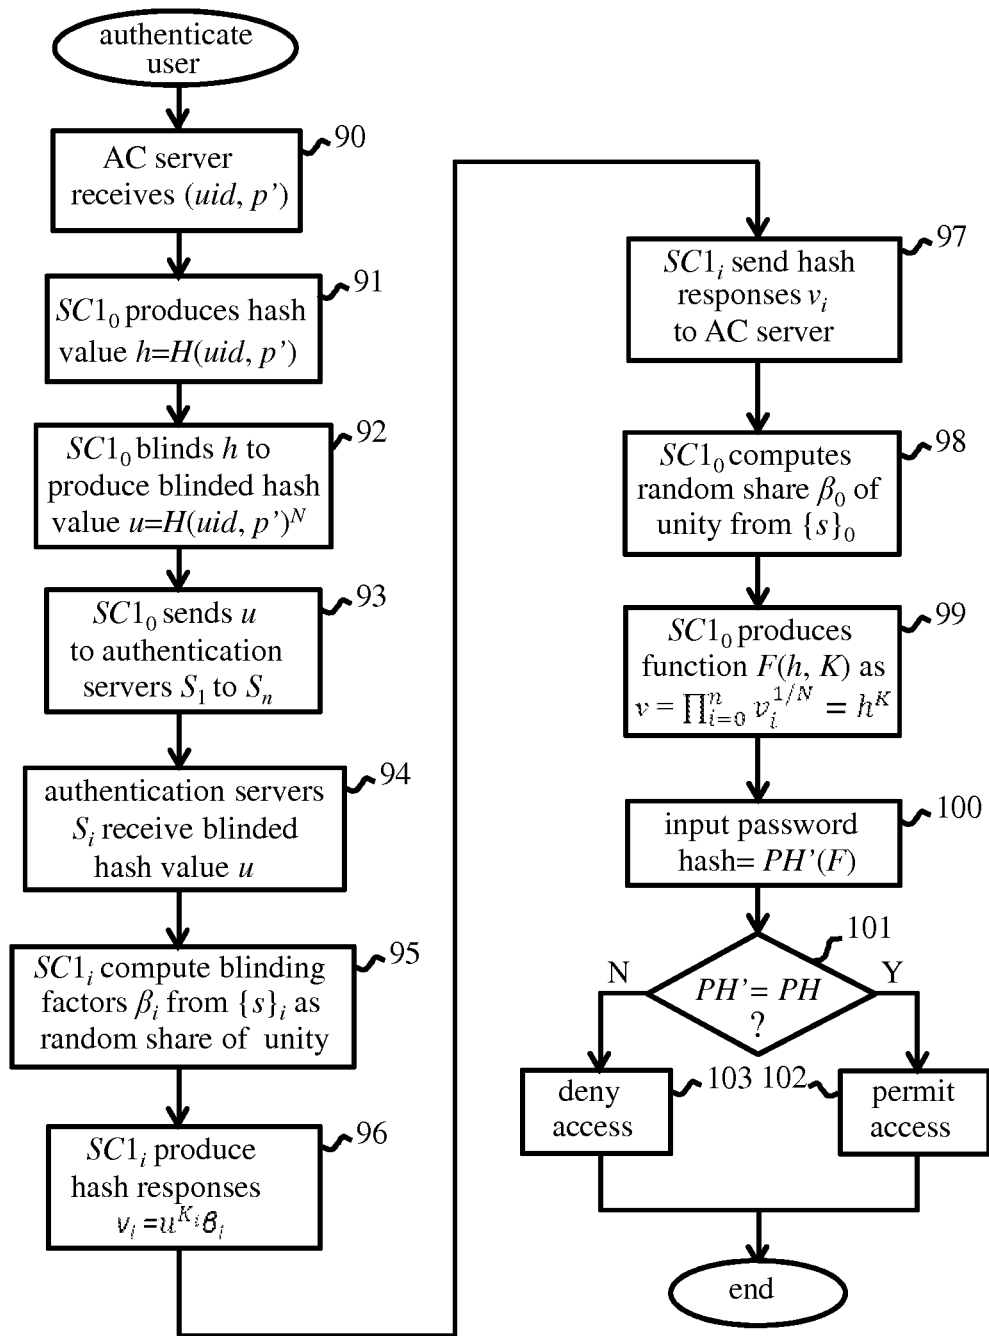 authenticate
user
90
AC server
receives (uid, p’)
91
SC1₀ produces hash
value h=H(uid, p’)
92
SC1₀ blinds h to
produce blinded hash
value u=H(uid, p’)ᴺ
93
SC1₀ sends u
to authentication
servers S₁ to Sₙ
94
authentication servers
Sᵢ receive blinded
hash value u
95
SC1ᵢ compute blinding
factors βᵢ from {s}ᵢ as
random share of unity
96
SC1ᵢ produce
hash responses
vᵢ=u^{Kᵢ}βᵢ
97
SC1ᵢ send hash
responses vᵢ
to AC server
98
SC1₀ computes
random share β₀ of
unity from {s}₀
99
SC1₀ produces
function F(h, K) as
v = ∏ⁿᵢ₌₀ vᵢ^{1/N} = hᴷ
100
input password
hash= PH’(F)
101
N
Y
PH’= PH
?
103
102
deny
access
permit
access
end